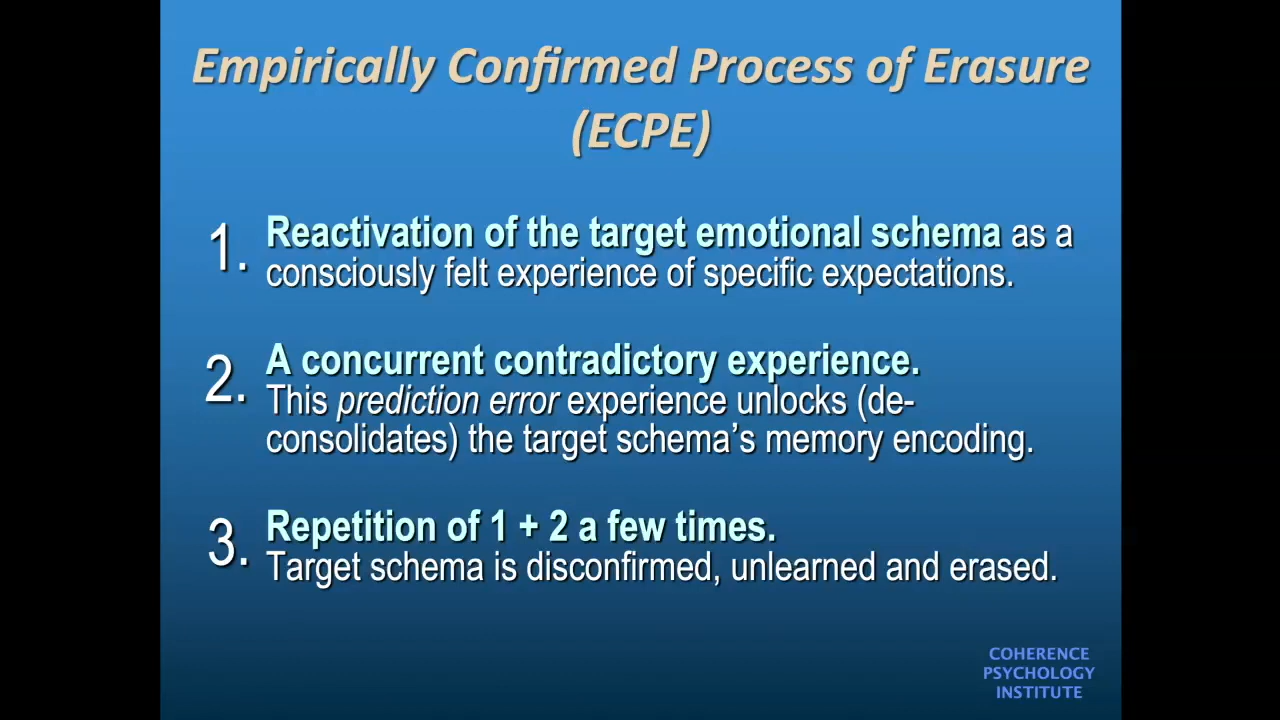 Empirically Confirmed Process of Erasure
(ECPE)
1. Reactivation of the target emotional schema as a
consciously felt experience of specific expectations.
2. A concurrent contradictory experience.
This prediction error experience unlocks (de-
consolidates) the target schema’s memory encoding.
3. Repetition of 1 + 2 a few times.
Target schema is disconfirmed, unlearned and erased.
COHERENCE
PSYCHOLOGY
INSTITUTE